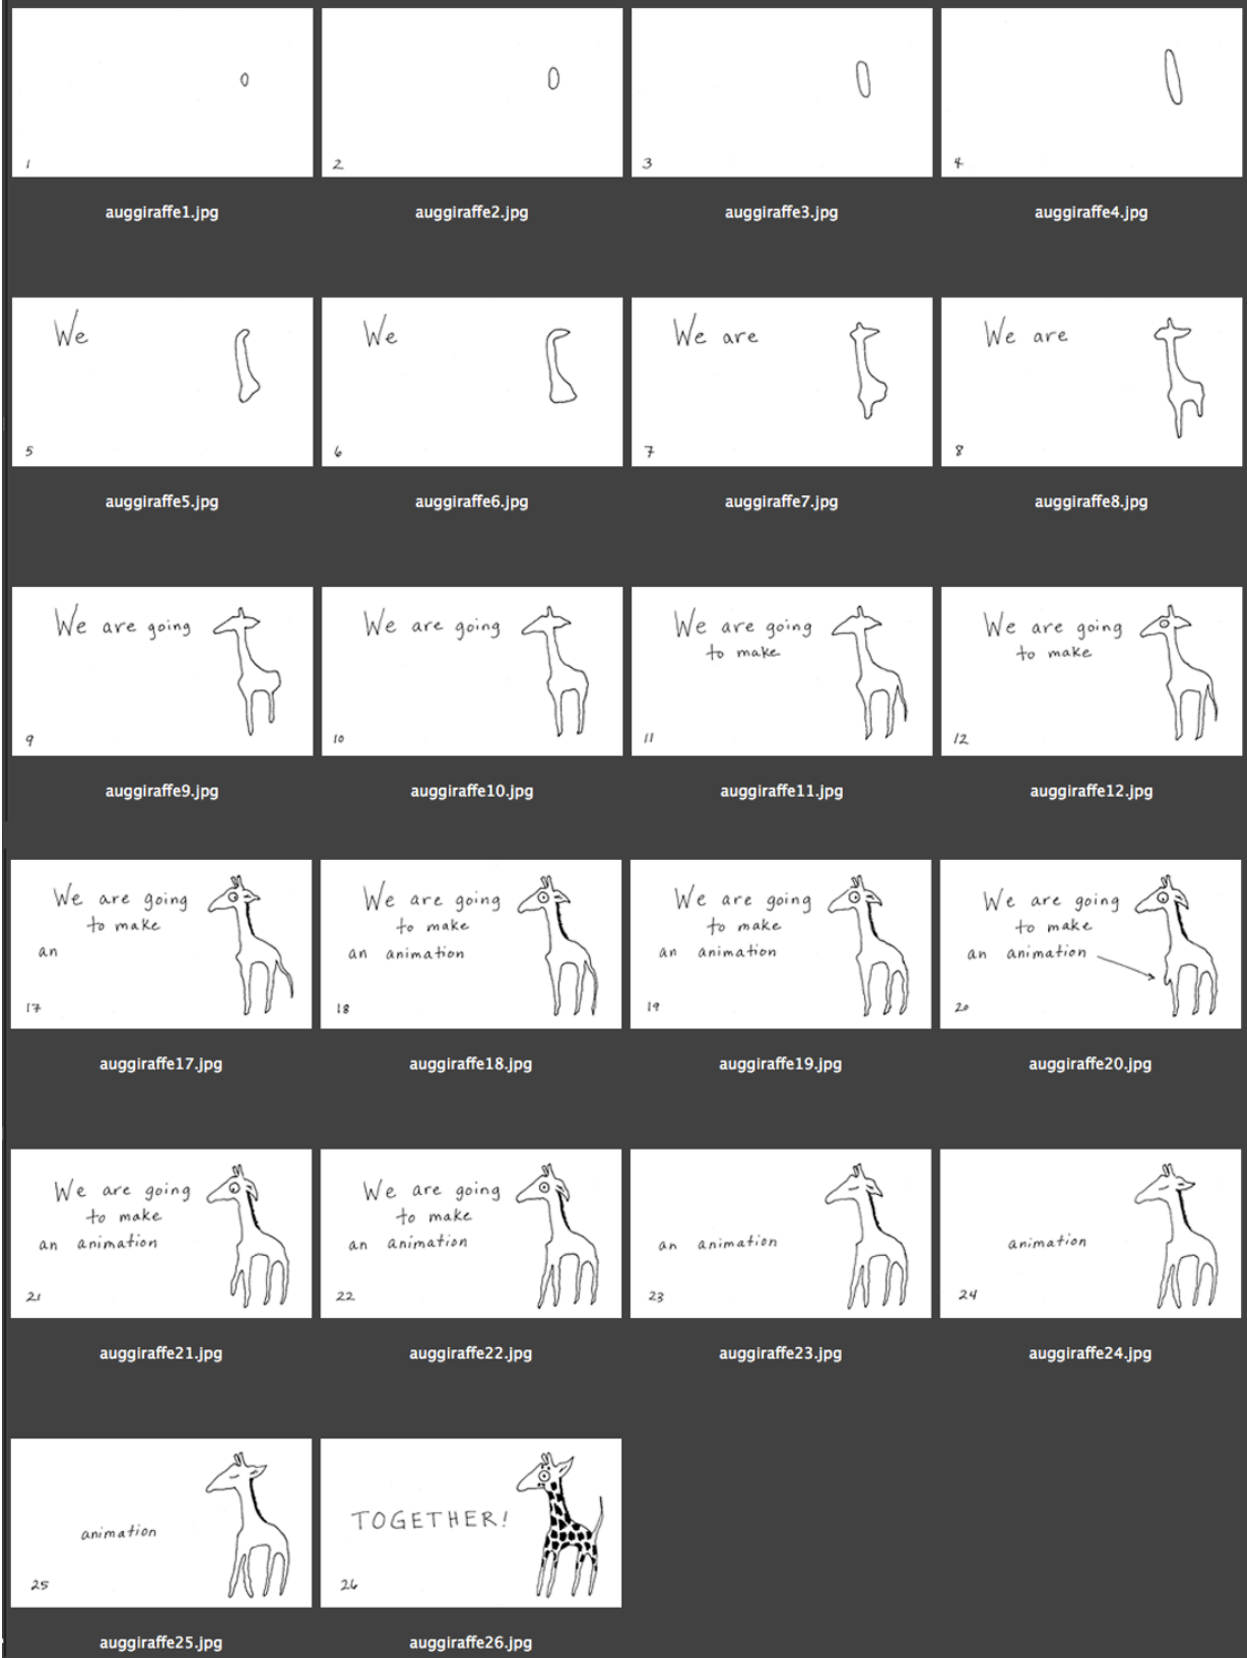 1
2
3
4
auggiraffe1.jpg
auggiraffe2.jpg
auggiraffe3.jpg
auggiraffe4.jpg
We
5
We
6
We are
7
We are
8
auggiraffe5.jpg
auggiraffe6.jpg
auggiraffe7.jpg
auggiraffe8.jpg
We are going
9
We are going
10
We are going
to make
11
We are going
to make
12
auggiraffe9.jpg
auggiraffe10.jpg
auggiraffe11.jpg
auggiraffe12.jpg
We are going
to make
an
17
We are going
to make
an animation
18
We are going
to make
an animation
19
We are going
to make
an animation
20
auggiraffe17.jpg
auggiraffe18.jpg
auggiraffe19.jpg
auggiraffe20.jpg
We are going
to make
an animation
21
We are going
to make
an animation
22
an animation
23
animation
24
auggiraffe21.jpg
auggiraffe22.jpg
auggiraffe23.jpg
auggiraffe24.jpg
animation
25
TOGETHER!
26
auggiraffe25.jpg
auggiraffe26.jpg